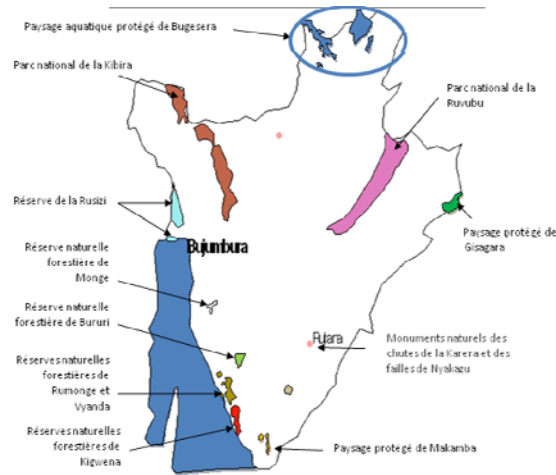 Paysage aquatique protégé de Bugesera
Parc national de la Kibira
Parc national de la
Ruvubu
Réserve de la Rusizi
Paysage protégé de
Gisagara
Bujumbura
Réserve naturelle
forestière de
Monge
Réserve naturelle
forestière de Bururi
Rutana
Monuments naturels des
chutes de la Karera et des
failles de Nyakazu
Réserves naturelles
forestières de
Rumonge et
Vyanda
Réserves naturelles
forestières de
Kigwena
Paysage protégé de Makamba